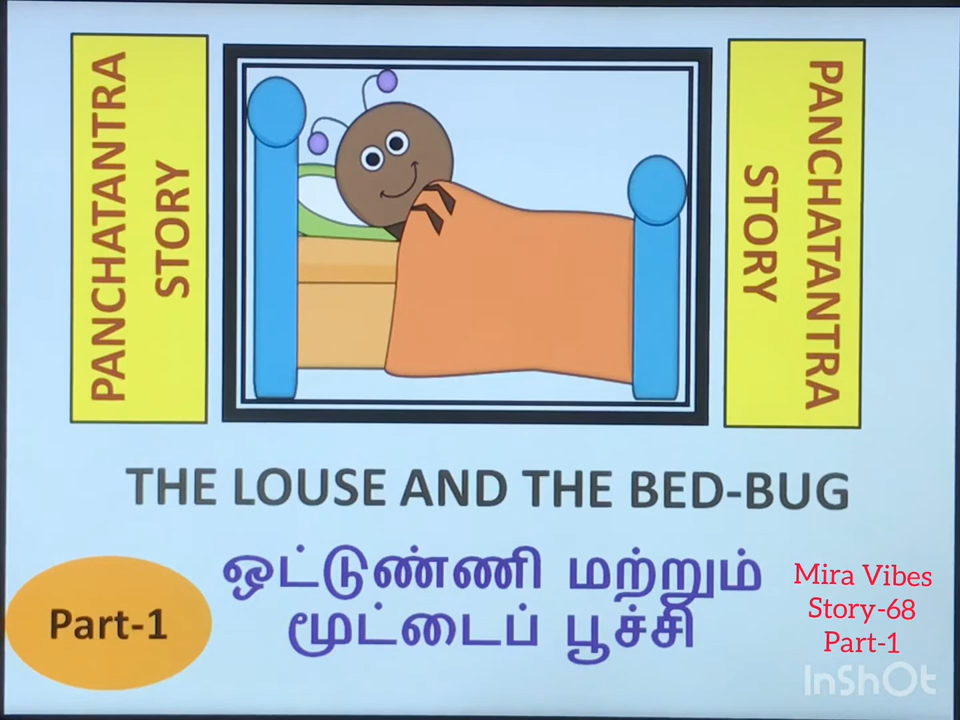 PANCHATANTRA
STORY
PANCHATANTRA
STORY
THE LOUSE AND THE BED-BUG
ஒட்டுண்ணி மற்றும்
மூட்டைப் பூச்சி
Part-1
Mira Vibes
Story-68
Part-1
InShOt